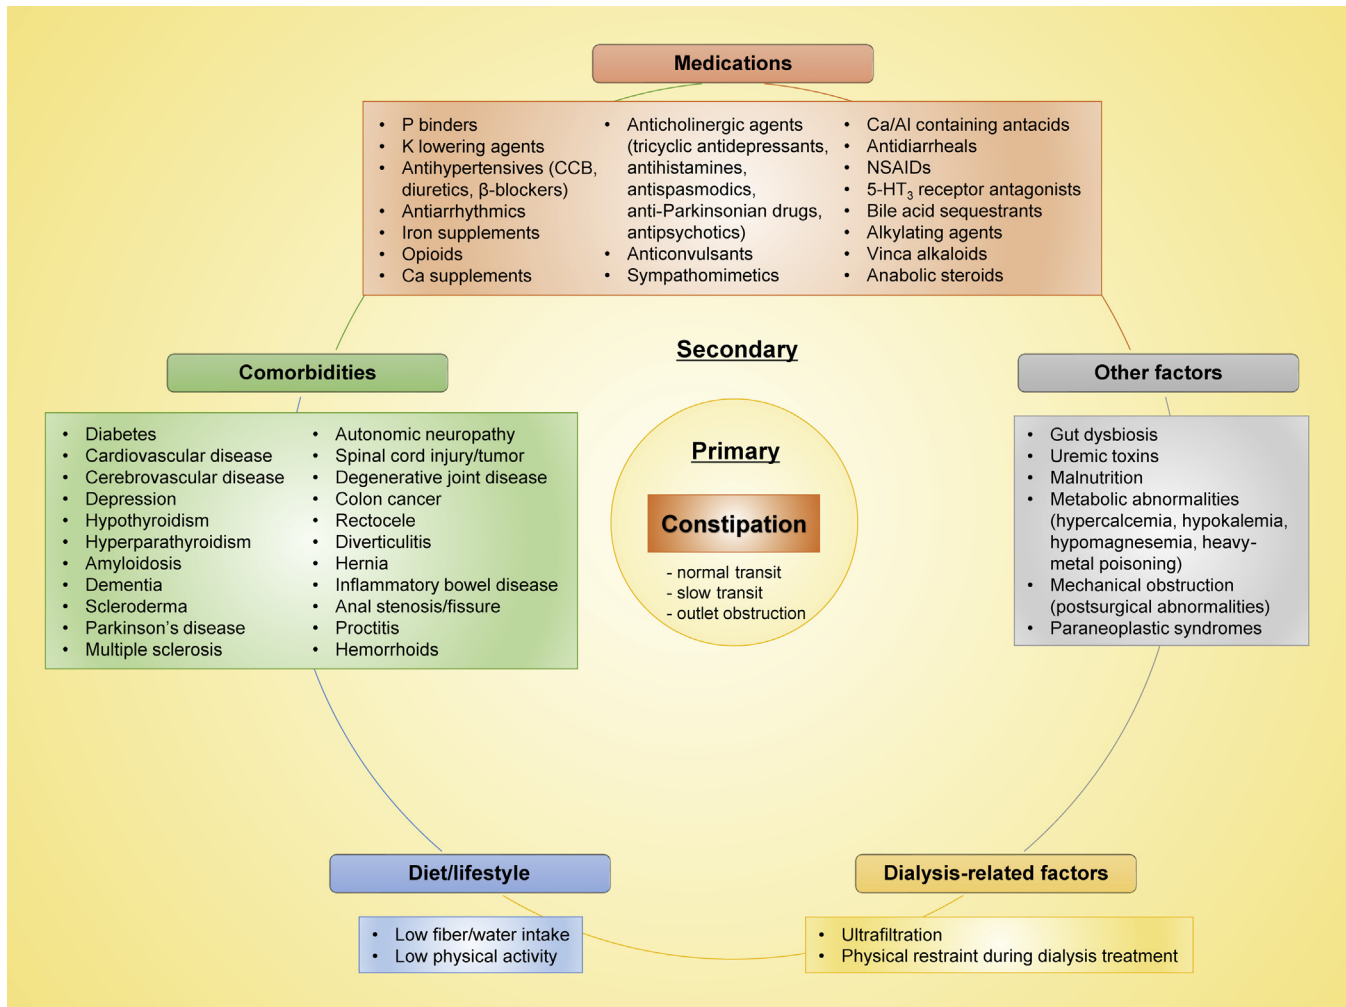 Medications
• P binders
• K lowering agents
• Antihypertensives (CCB,
diuretics, β-blockers)
• Antiarrhythmics
• Iron supplements
• Opioids
• Ca supplements
• Anticholinergic agents
(tricyclic antidepressants,
antihistamines,
antispasmodics,
anti-Parkinsonian drugs,
antipsychotics)
• Anticonvulsants
• Sympathomimetics
• Ca/Al containing antacids
• Antidiarrheals
• NSAIDs
• 5-HT₃ receptor antagonists
• Bile acid sequestrants
• Alkylating agents
• Vinca alkaloids
• Anabolic steroids
Secondary
Comorbidities
• Diabetes
• Cardiovascular disease
• Cerebrovascular disease
• Depression
• Hypothyroidism
• Hyperparathyroidism
• Amyloidosis
• Dementia
• Scleroderma
• Parkinson’s disease
• Multiple sclerosis
• Autonomic neuropathy
• Spinal cord injury/tumor
• Degenerative joint disease
• Colon cancer
• Rectocele
• Diverticulitis
• Hernia
• Inflammatory bowel disease
• Anal stenosis/fissure
• Proctitis
• Hemorrhoids
Primary
Constipation
- normal transit
- slow transit
- outlet obstruction
Other factors
• Gut dysbiosis
• Uremic toxins
• Malnutrition
• Metabolic abnormalities
(hypercalcemia, hypokalemia,
hypomagnesemia, heavy-
metal poisoning)
• Mechanical obstruction
(postsurgical abnormalities)
• Paraneoplastic syndromes
Diet/lifestyle
• Low fiber/water intake
• Low physical activity
Dialysis-related factors
• Ultrafiltration
• Physical restraint during dialysis treatment